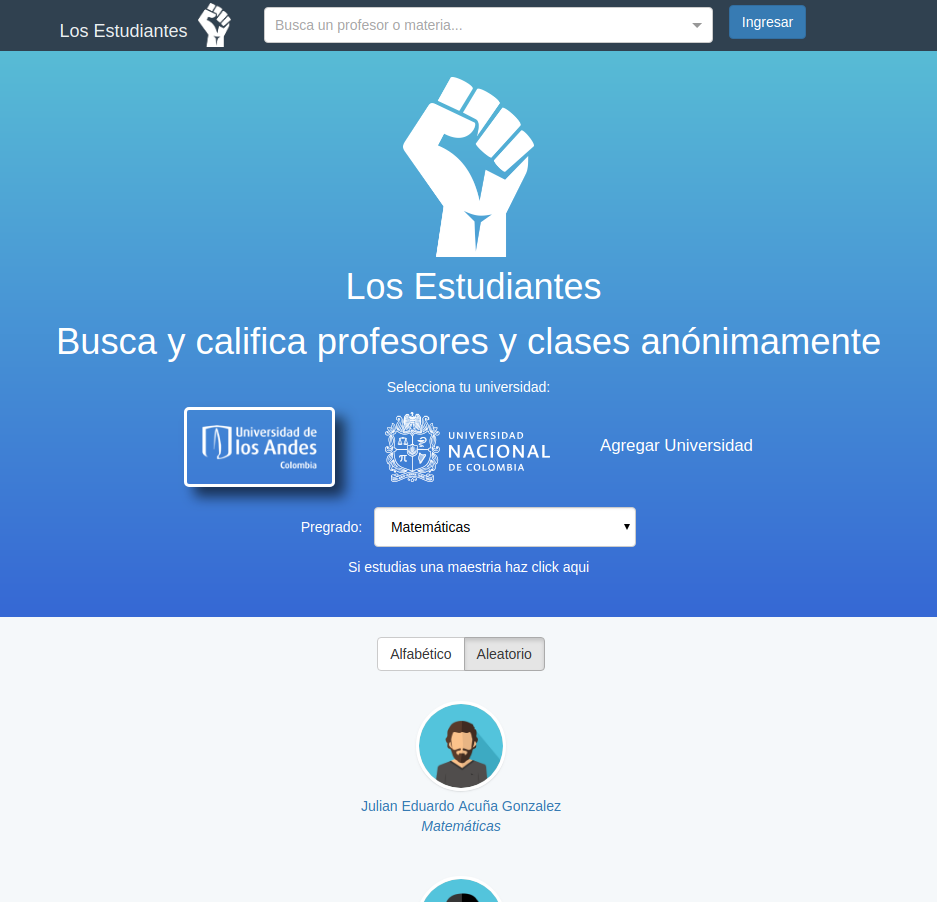 Los Estudiantes
Busca un profesor o materia...
Ingresar
Los Estudiantes
Busca y califica profesores y clases anónimamente
Selecciona tu universidad:
Universidad de
los Andes
Colombia
UNIVERSIDAD
NACIONAL
DE COLOMBIA
Agregar Universidad
Pregrado:
Matemáticas
Si estudias una maestria haz click aqui
Alfabético
Aleatorio
Julian Eduardo Acuña Gonzalez
Matemáticas